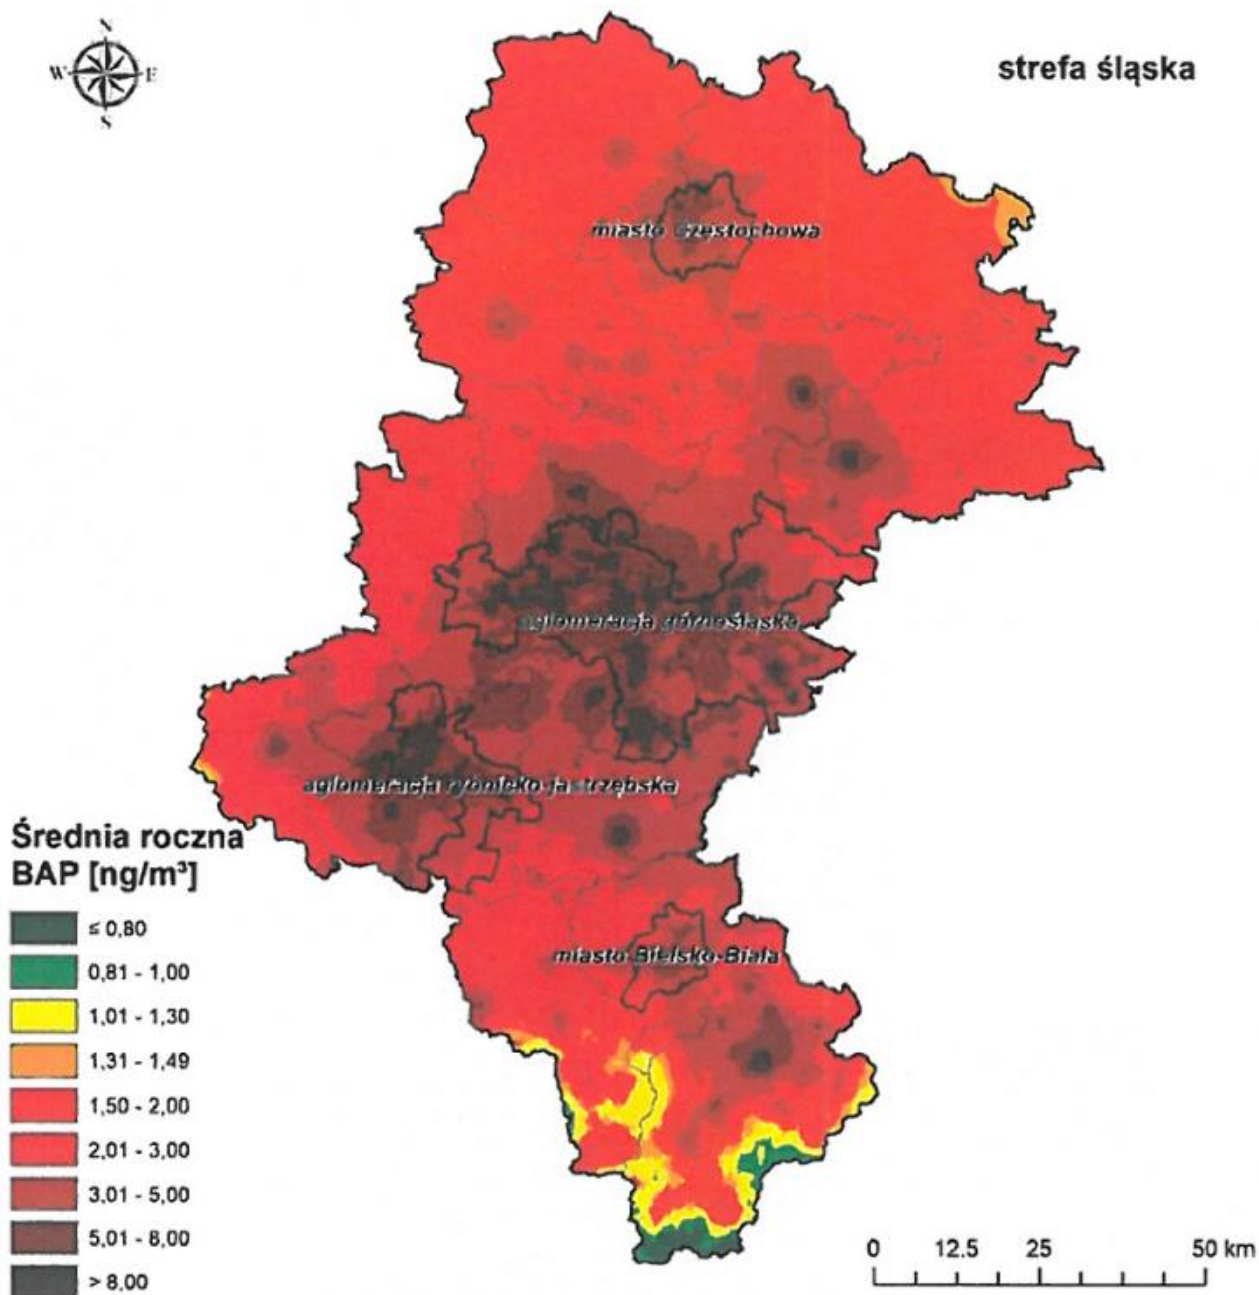 N
W E
S
strefa śląska
miasto Częstochowa
aglomeracja górnośląska
aglomeracja rybnicko-jastrzębska
miasto Bielsko-Biała
Średnia roczna
BAP [ng/m³]
≤ 0,80
0,81 - 1,00
1,01 - 1,30
1,31 - 1,49
1,50 - 2,00
2,01 - 3,00
3,01 - 5,00
5,01 - 8,00
> 8,00
0 12.5 25 50 km